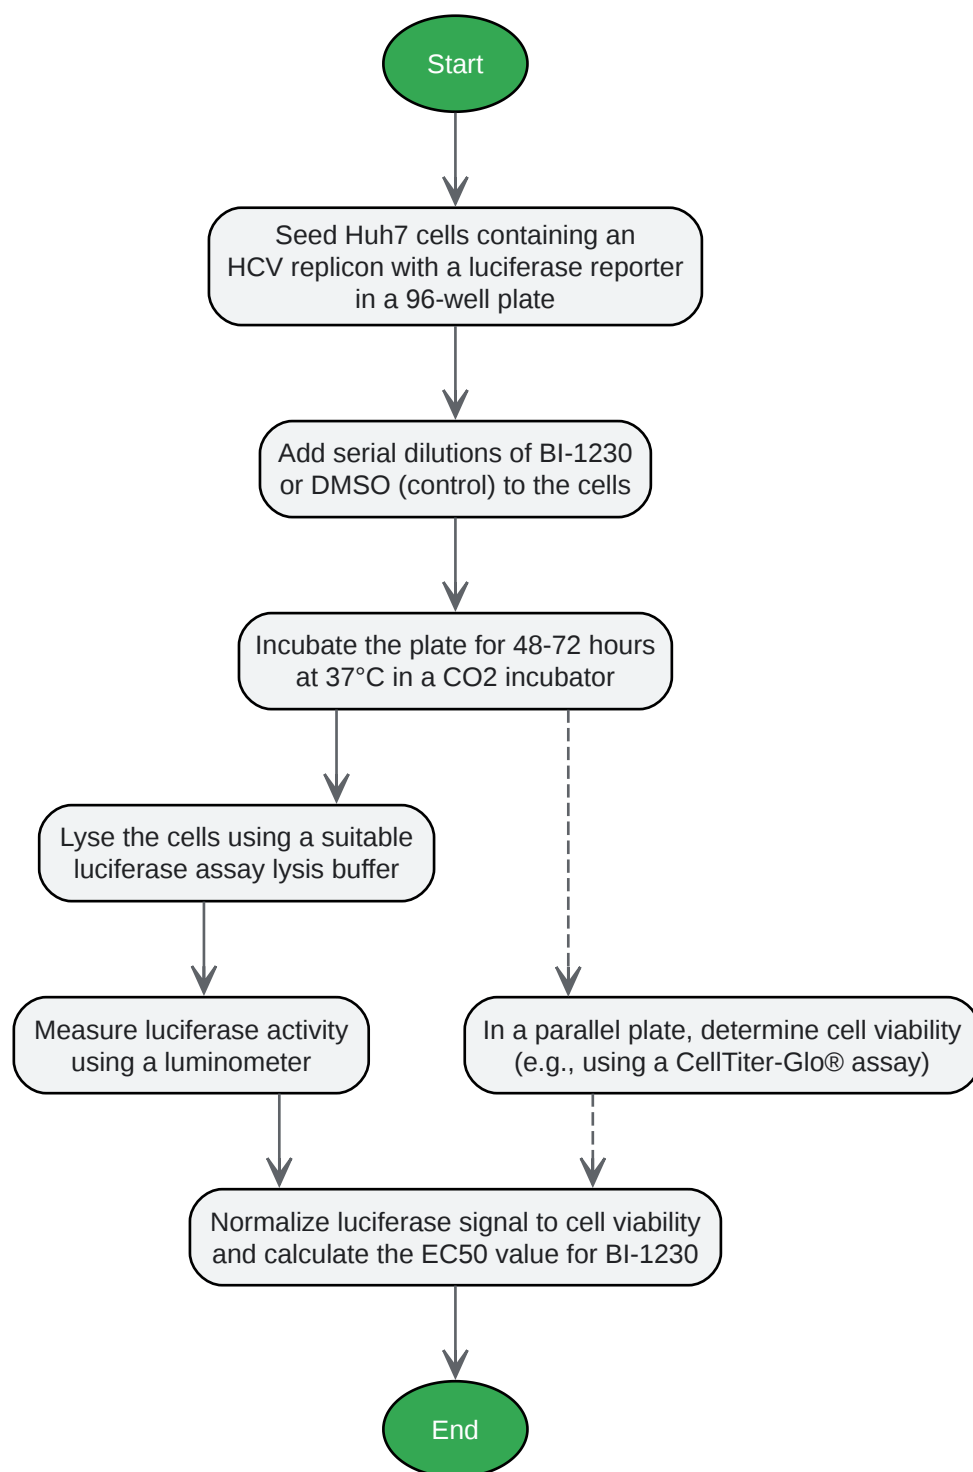 Start
Seed Huh7 cells containing an
HCV replicon with a luciferase reporter
in a 96-well plate
Add serial dilutions of BI-1230
or DMSO (control) to the cells
Incubate the plate for 48-72 hours
at 37°C in a CO2 incubator
Lyse the cells using a suitable
luciferase assay lysis buffer
Measure luciferase activity
using a luminometer
In a parallel plate, determine cell viability
(e.g., using a CellTiter-Glo® assay)
Normalize luciferase signal to cell viability
and calculate the EC50 value for BI-1230
End